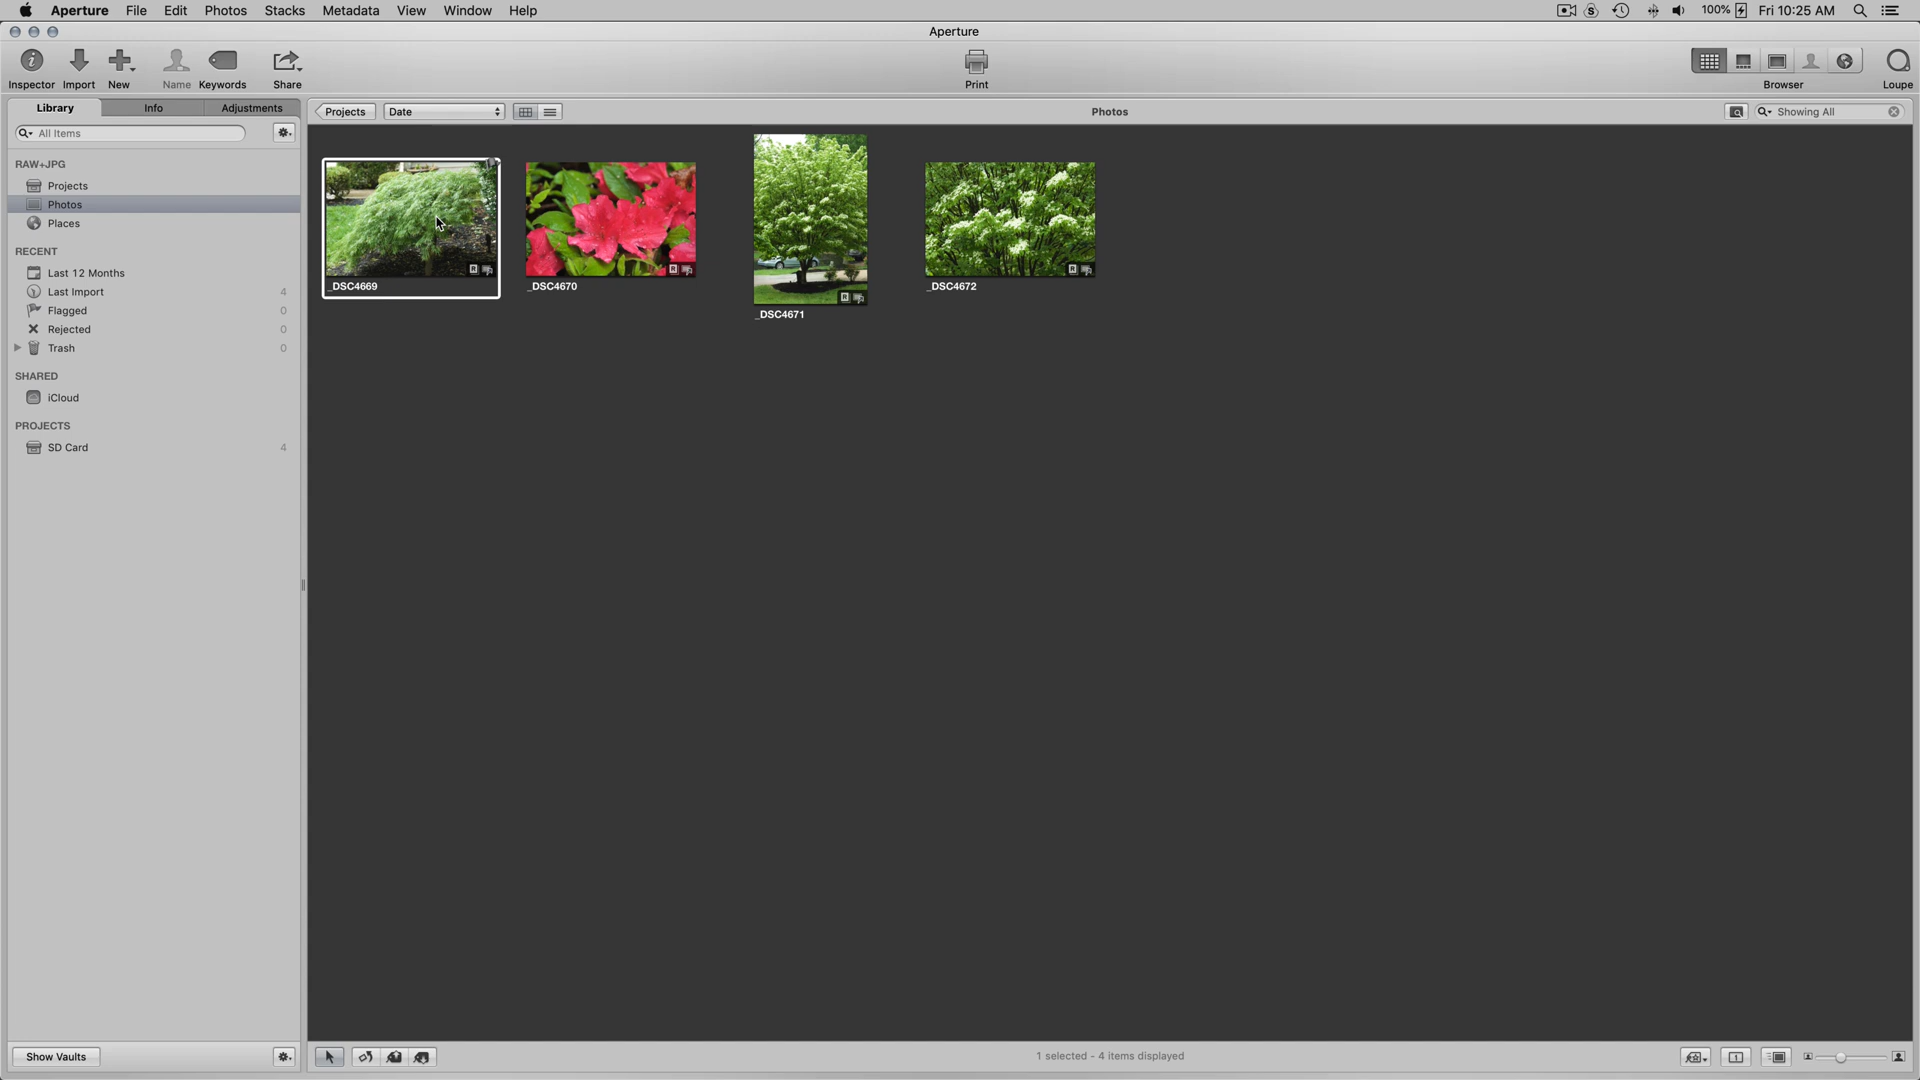 Aperture File Edit Photos Stacks Metadata View Window Help 100% Fri 10:25 AM
Aperture
Inspector Import New Name Keywords Share Print Browser Loupe
Library Info Adjustments
Projects Date Photos Showing All
All Items
RAW+JPG
Projects
Photos
Places
RECENT
Last 12 Months
Last Import 4
Flagged 0
Rejected 0
Trash 0
SHARED
iCloud
PROJECTS
SD Card 4
_DSC4669 _DSC4670 _DSC4672
_DSC4671
Show Vaults 1 selected - 4 items displayed